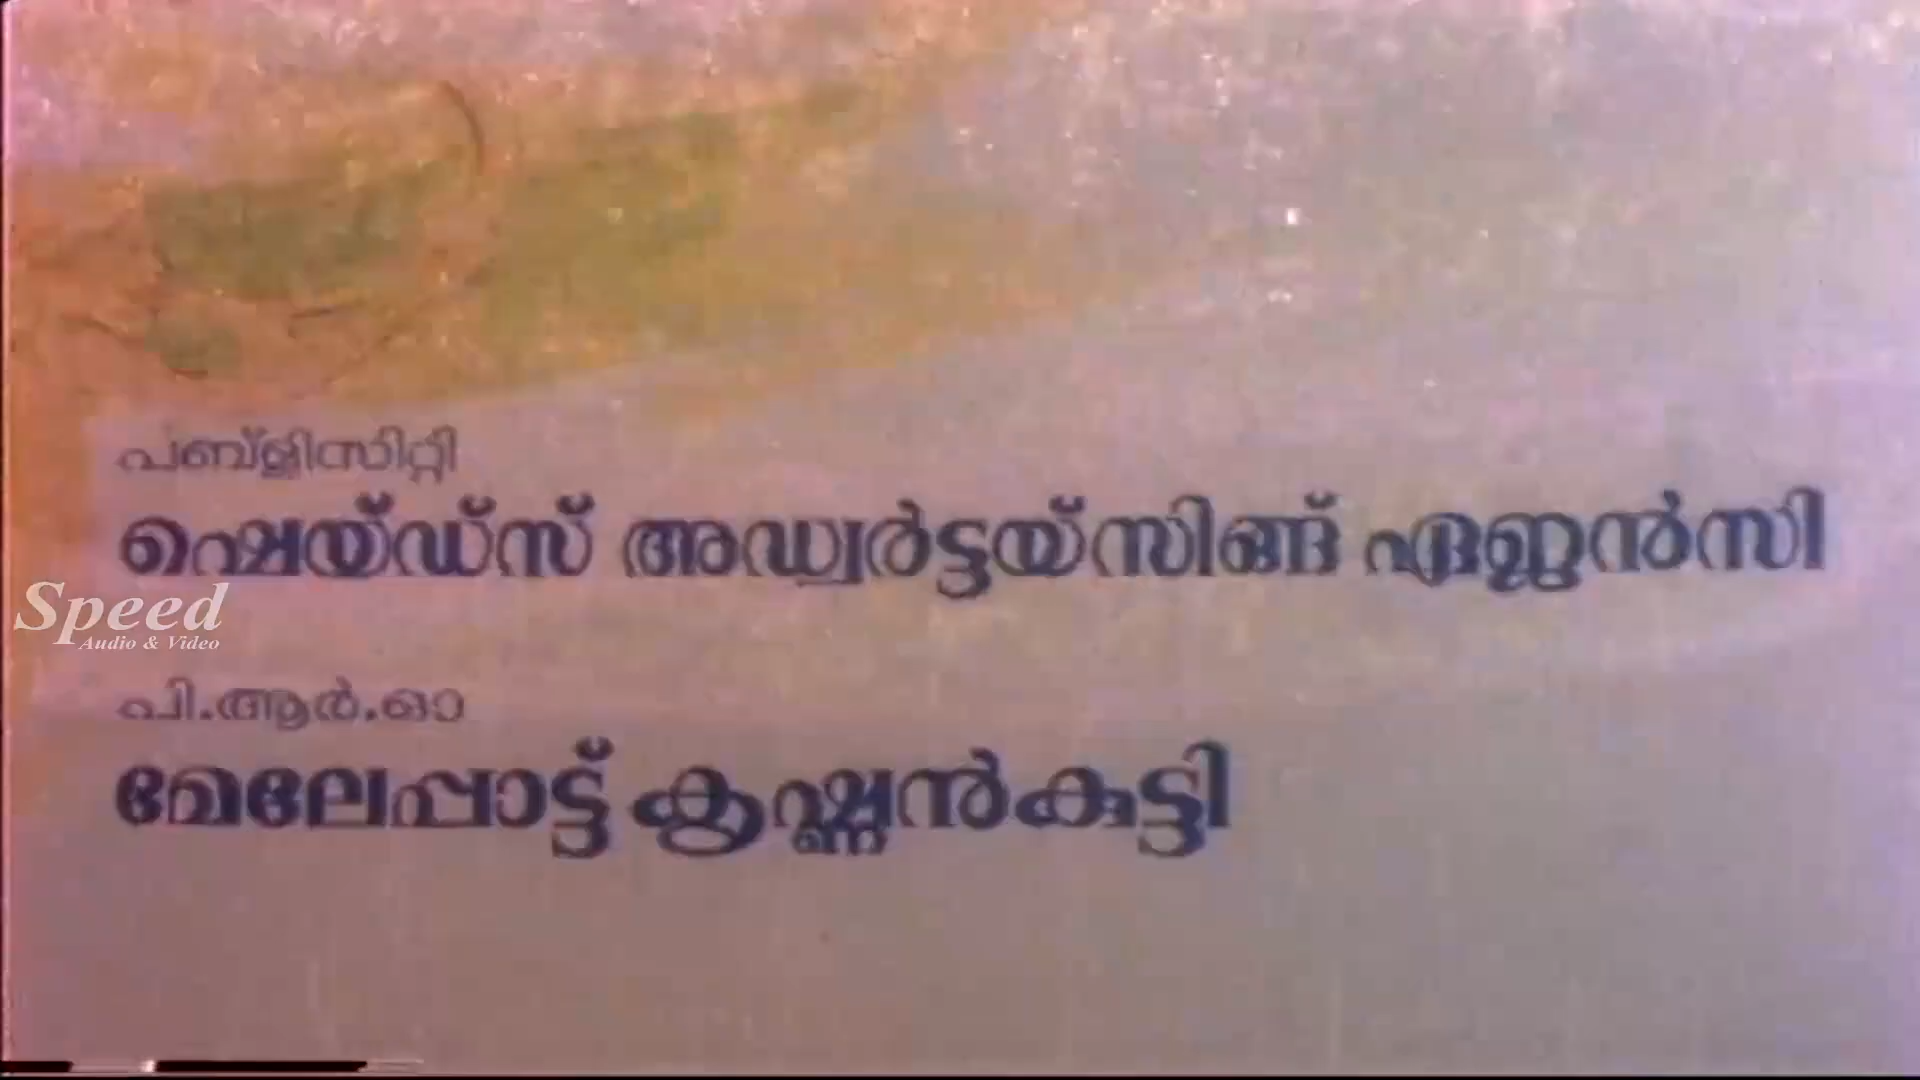 പബ്ളിസിറ്റി
ഷെയ്ഡ്സ് അഡ്വർട്ടയ്സിങ്ങ് ഏജൻസി
Speed
Audio & Video
പി.ആർ.ഓ
മേലേപ്പാട്ട് കൃഷ്ണൻകുട്ടി